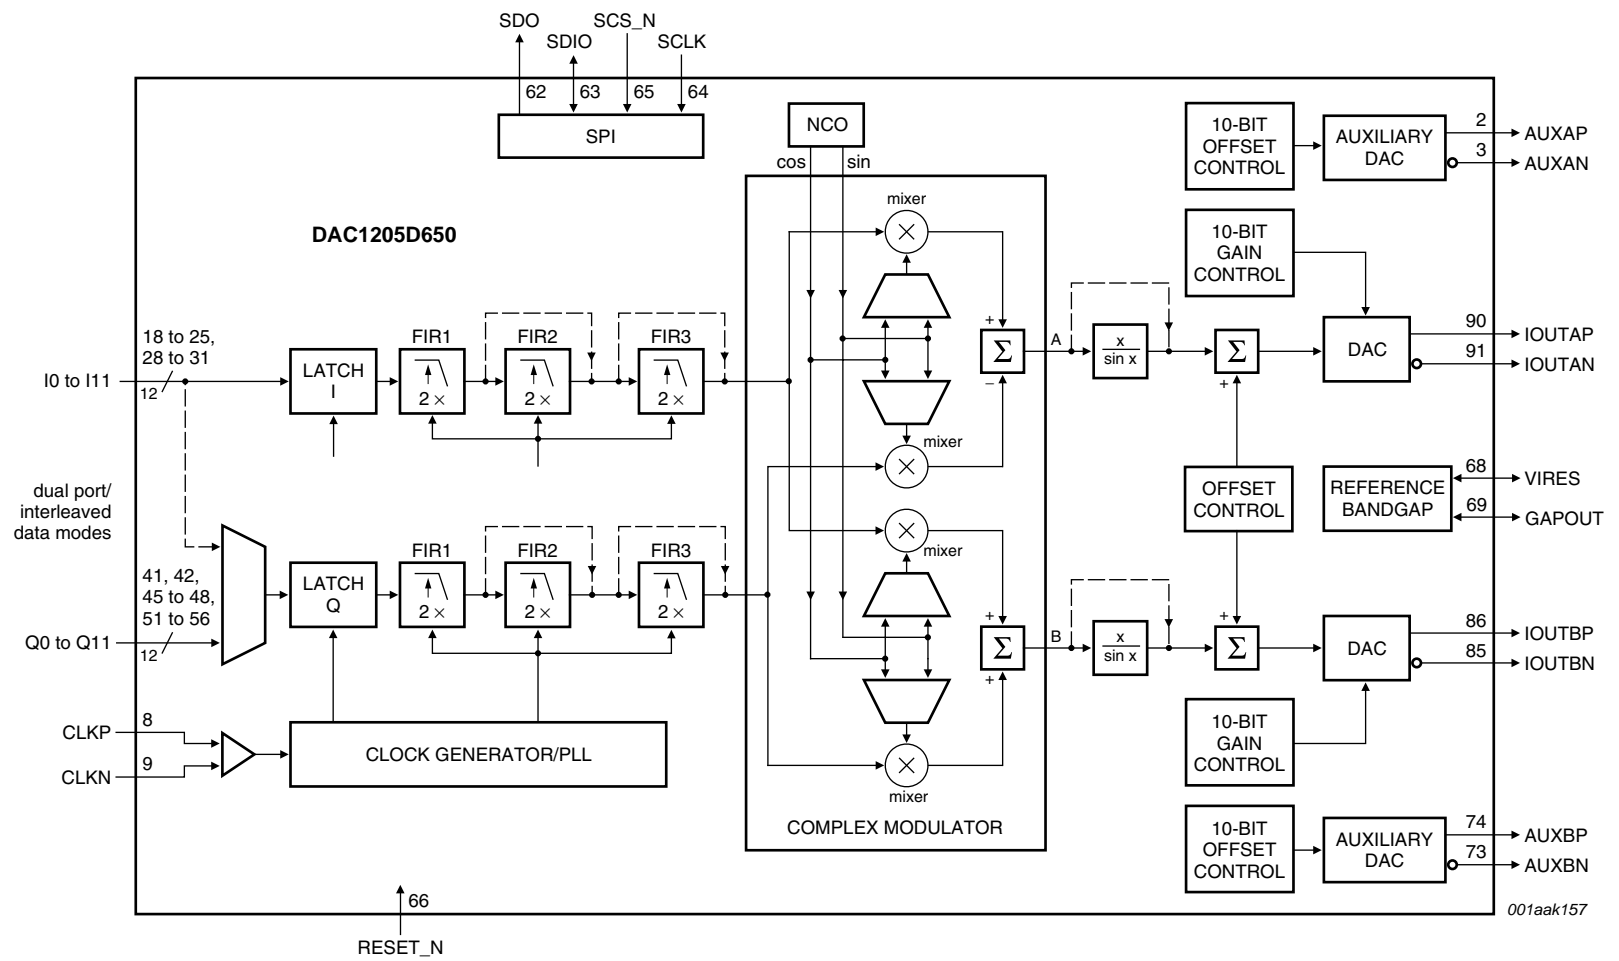 SDO
SDIO
SCS_N
SCLK
62
63
65
64
SPI
NCO
cos
sin
DAC1205D650
18 to 25,
28 to 31
I0 to I11
12
LATCH
I
FIR1
2 ×
FIR2
2 ×
FIR3
2 ×
dual port/
interleaved
data modes
41, 42,
45 to 48,
51 to 56
Q0 to Q11
12
LATCH
Q
FIR1
2 ×
FIR2
2 ×
FIR3
2 ×
CLKP
8
CLKN
9
CLOCK GENERATOR/PLL
66
RESET_N
mixer
×
mixer
×
×
mixer
×
mixer
COMPLEX MODULATOR
+
Σ
−
A
+
Σ
+
B
x
sin x
x
sin x
Σ
+
OFFSET
CONTROL
+
Σ
10-BIT
OFFSET
CONTROL
AUXILIARY
DAC
2
AUXAP
3
AUXAN
10-BIT
GAIN
CONTROL
DAC
90
IOUTAP
91
IOUTAN
REFERENCE
BANDGAP
68
VIRES
69
GAPOUT
DAC
86
IOUTBP
85
IOUTBN
10-BIT
GAIN
CONTROL
10-BIT
OFFSET
CONTROL
AUXILIARY
DAC
74
AUXBP
73
AUXBN
001aak157